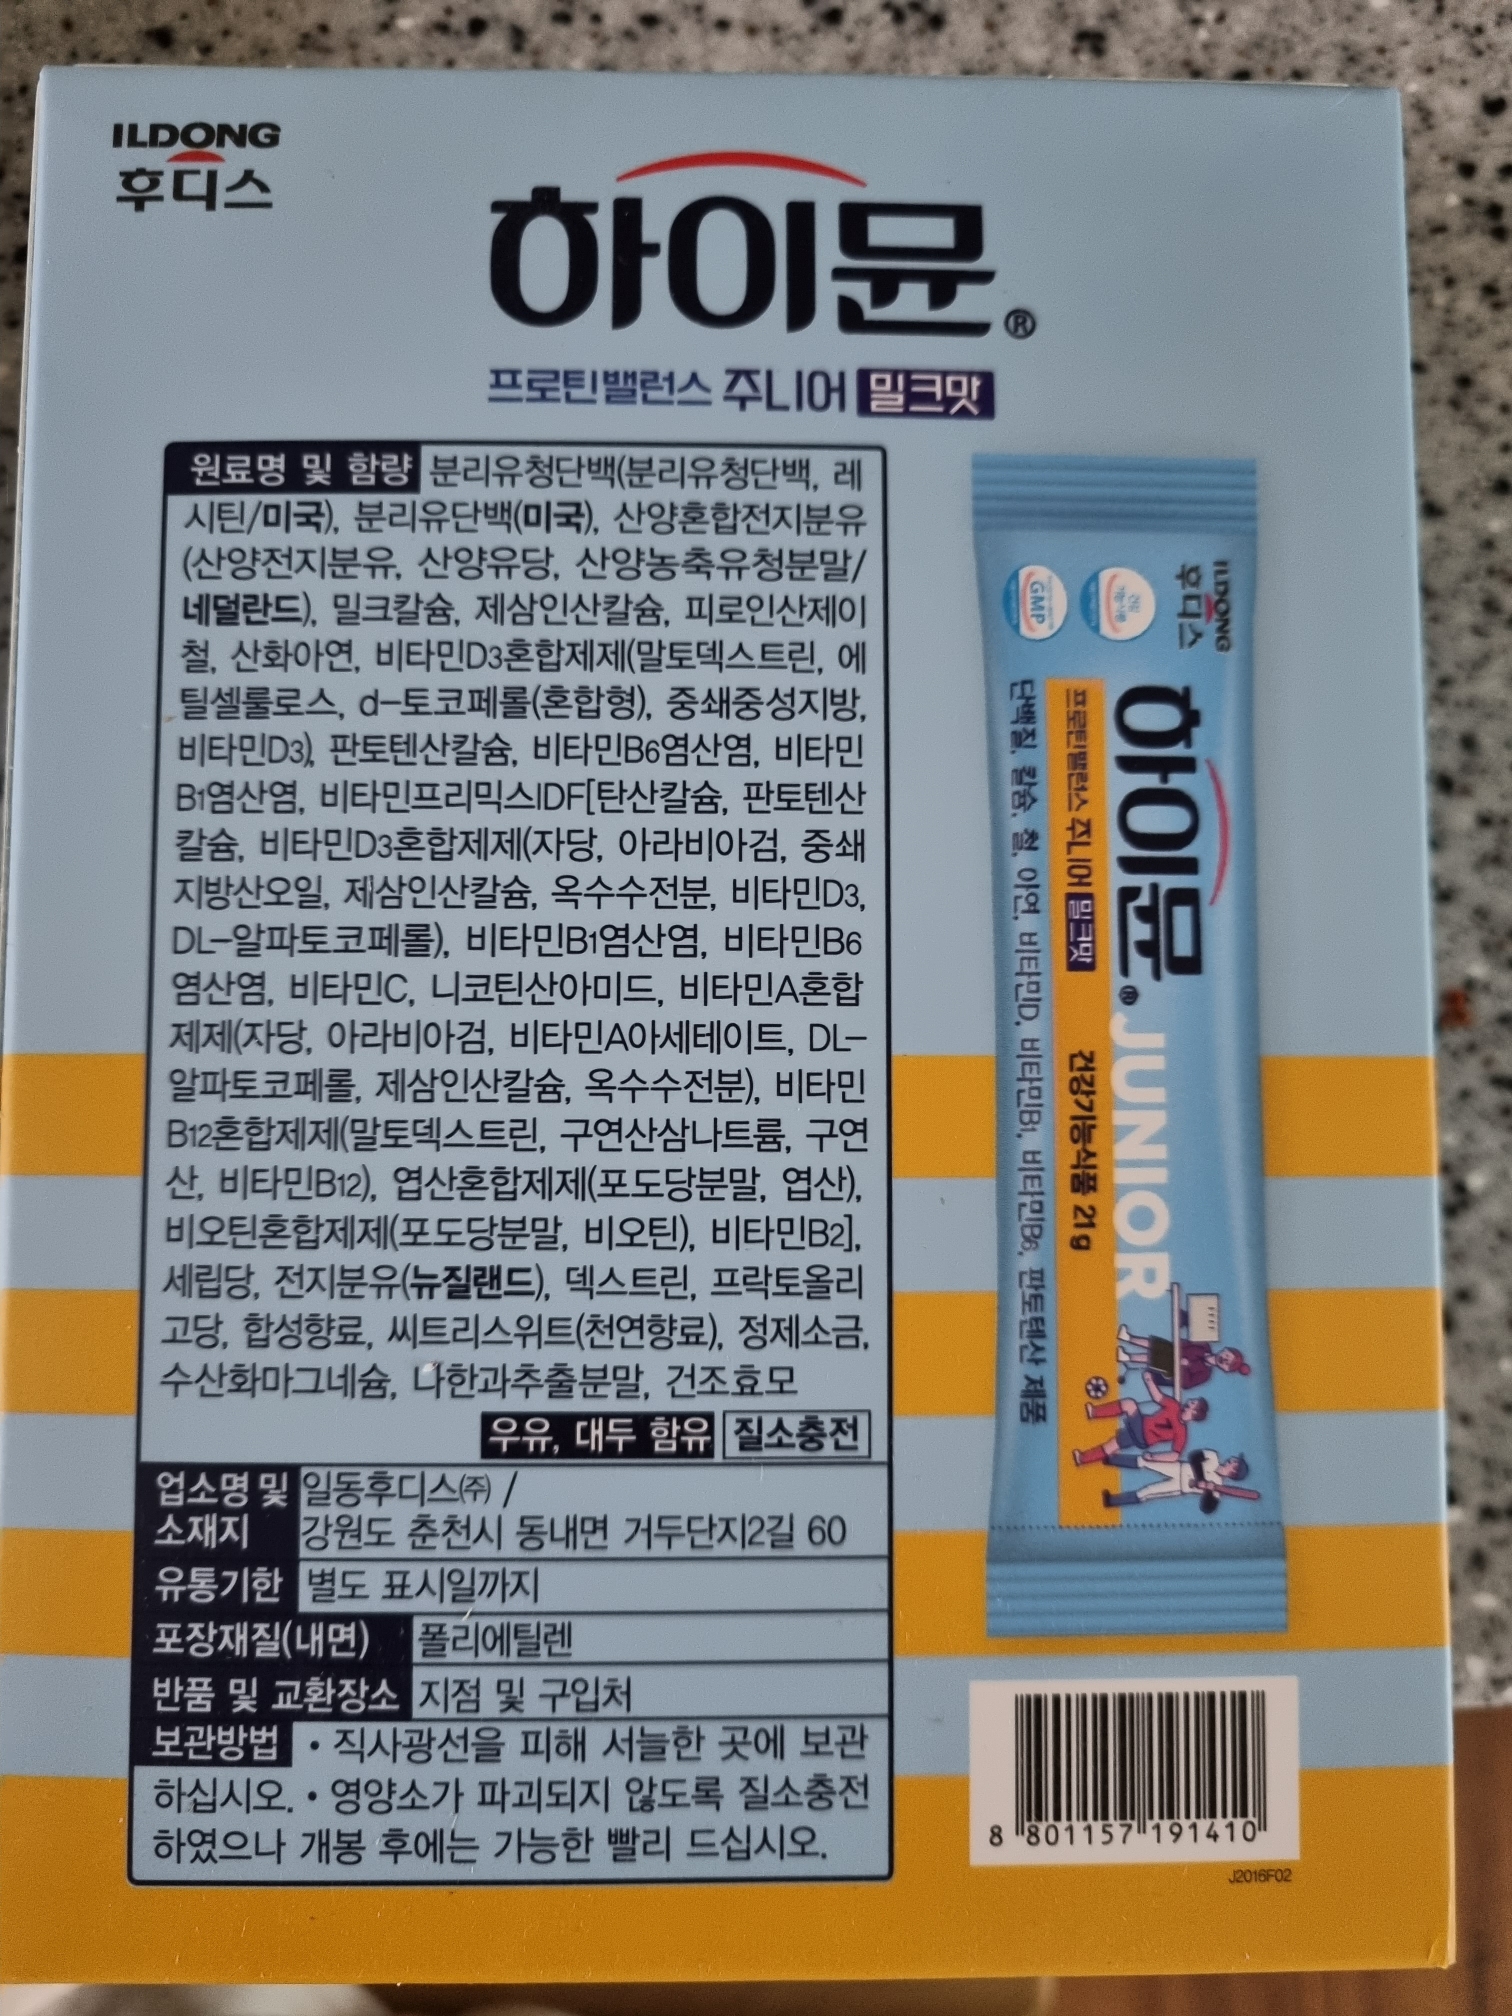 ILDONG
후디스
하이뮨®
프로틴밸런스 주니어 밀크맛
원료명 및 함량 분리유청단백(분리유청단백, 레
시틴/미국), 분리유단백(미국), 산양혼합전지분유
(산양전지분유, 산양유당, 산양농축유청분말/
네덜란드), 밀크칼슘, 제삼인산칼슘, 피로인산제이
철, 산화아연, 비타민D3혼합제제(말토덱스트린, 에
틸셀룰로스, d-토코페롤(혼합형), 중쇄중성지방,
비타민D3), 판토텐산칼슘, 비타민B6염산염, 비타민
B1염산염, 비타민프리믹스IDF[탄산칼슘, 판토텐산
칼슘, 비타민D3혼합제제(자당, 아라비아검, 중쇄
지방산오일, 제삼인산칼슘, 옥수수전분, 비타민D3,
DL-알파토코페롤), 비타민B1염산염, 비타민B6
염산염, 비타민C, 니코틴산아미드, 비타민A혼합
제제(자당, 아라비아검, 비타민A아세테이트, DL-
알파토코페롤, 제삼인산칼슘, 옥수수전분), 비타민
B12혼합제제(말토덱스트린, 구연산삼나트륨, 구연
산, 비타민B12), 엽산혼합제제(포도당분말, 엽산),
비오틴혼합제제(포도당분말, 비오틴), 비타민B2],
세립당, 전지분유(뉴질랜드), 덱스트린, 프락토올리
고당, 합성향료, 씨트리스위트(천연향료), 정제소금,
수산화마그네슘, 나한과추출분말, 건조효모
우유, 대두 함유 질소충전
업소명 및 소재지 일동후디스㈜ /
강원도 춘천시 동내면 거두단지2길 60
유통기한 별도 표시일까지
포장재질(내면) 폴리에틸렌
반품 및 교환장소 지점 및 구입처
보관방법 • 직사광선을 피해 서늘한 곳에 보관
하십시오. • 영양소가 파괴되지 않도록 질소충전
하였으나 개봉 후에는 가능한 빨리 드십시오.
ILDONG
후디스
건강기능식품
GMP
하이뮨® JUNIOR
프로틴밸런스 주니어 밀크맛 건강기능식품 21g
단백질, 칼슘, 철, 아연, 비타민D, 비타민B1, 비타민B6, 판토텐산 제품
8 801157 191410
J2016F02